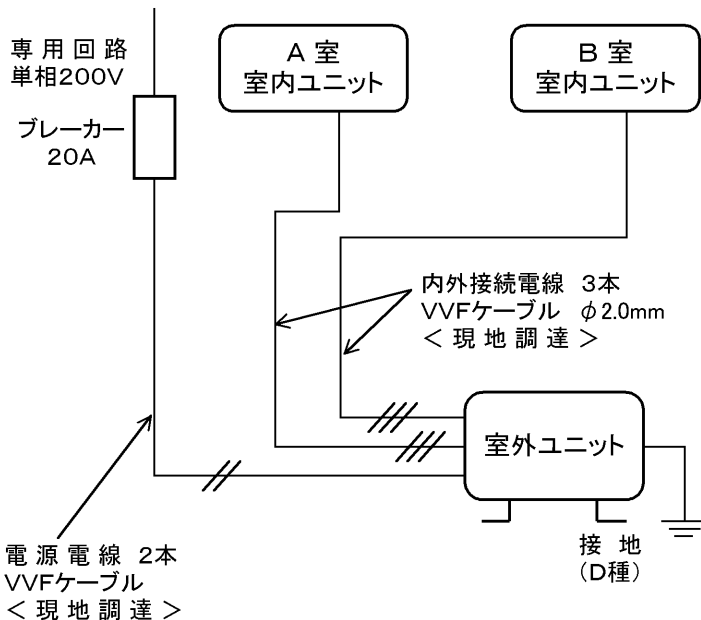 専用回路
単相200V
ブレーカー
20A
A室
室内ユニット
B室
室内ユニット
内外接続電線 3本
VVFケーブル φ2.0mm
＜現地調達＞
室外ユニット
接地
(D種)
電源電線 2本
VVFケーブル
＜現地調達＞